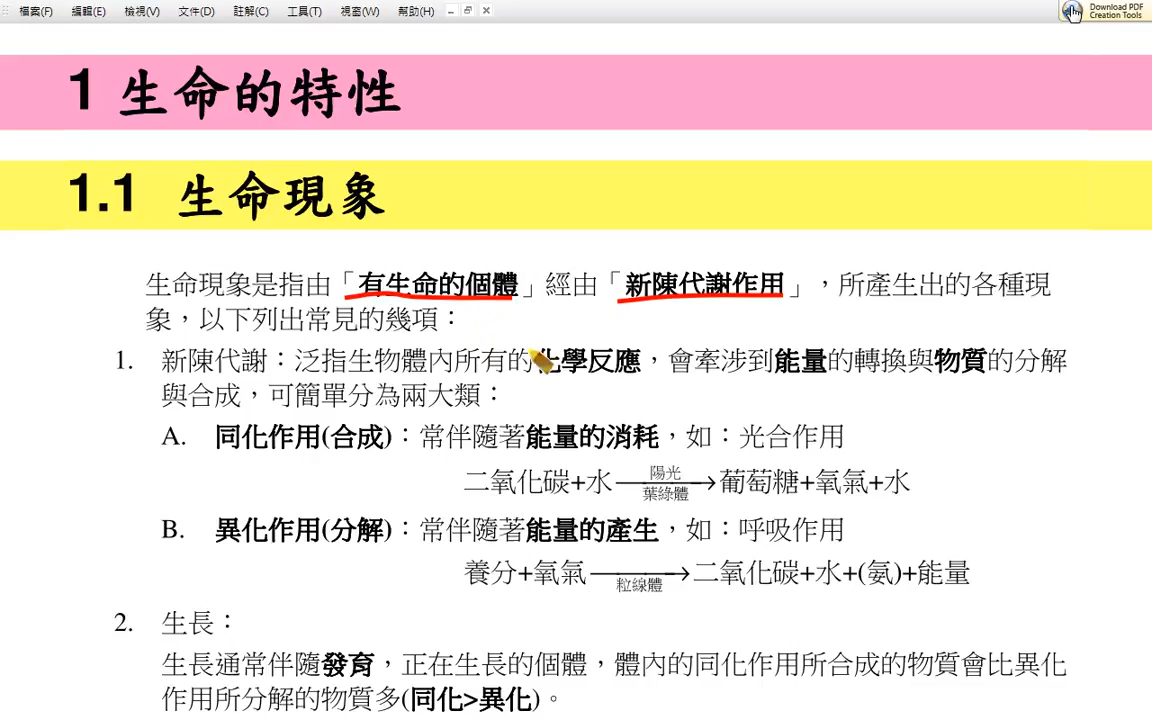 檔案(F) 編輯(E) 檢視(V) 文件(D) 註解(C) 工具(T) 視窗(W) 幫助(H)
Download PDF
Creation Tools
1 生命的特性
1.1 生命現象
生命現象是指由「有生命的個體」經由「新陳代謝作用」，所產生出的各種現
象，以下列出常見的幾項：
1. 新陳代謝：泛指生物體內所有的化學反應，會牽涉到能量的轉換與物質的分解
與合成，可簡單分為兩大類：
A. 同化作用(合成)：常伴隨著能量的消耗，如：光合作用
陽光
二氧化碳+水⟶葡萄糖+氧氣+水
葉綠體
B. 異化作用(分解)：常伴隨著能量的產生，如：呼吸作用
養分+氧氣⟶二氧化碳+水+(氨)+能量
粒線體
2. 生長：
生長通常伴隨發育，正在生長的個體，體內的同化作用所合成的物質會比異化
作用所分解的物質多(同化>異化)。